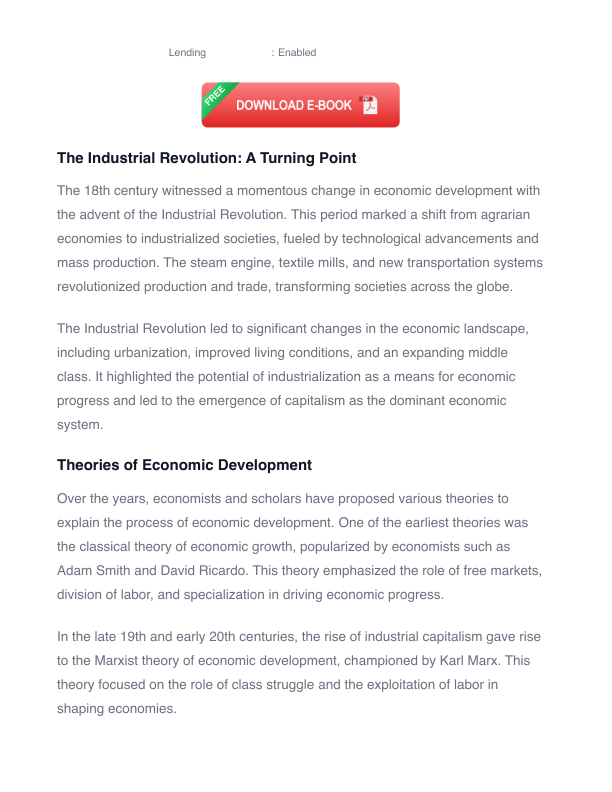 Lending : Enabled
FREE
DOWNLOAD E-BOOK
PDF
The Industrial Revolution: A Turning Point
The 18th century witnessed a momentous change in economic development with
the advent of the Industrial Revolution. This period marked a shift from agrarian
economies to industrialized societies, fueled by technological advancements and
mass production. The steam engine, textile mills, and new transportation systems
revolutionized production and trade, transforming societies across the globe.
The Industrial Revolution led to significant changes in the economic landscape,
including urbanization, improved living conditions, and an expanding middle
class. It highlighted the potential of industrialization as a means for economic
progress and led to the emergence of capitalism as the dominant economic
system.
Theories of Economic Development
Over the years, economists and scholars have proposed various theories to
explain the process of economic development. One of the earliest theories was
the classical theory of economic growth, popularized by economists such as
Adam Smith and David Ricardo. This theory emphasized the role of free markets,
division of labor, and specialization in driving economic progress.
In the late 19th and early 20th centuries, the rise of industrial capitalism gave rise
to the Marxist theory of economic development, championed by Karl Marx. This
theory focused on the role of class struggle and the exploitation of labor in
shaping economies.